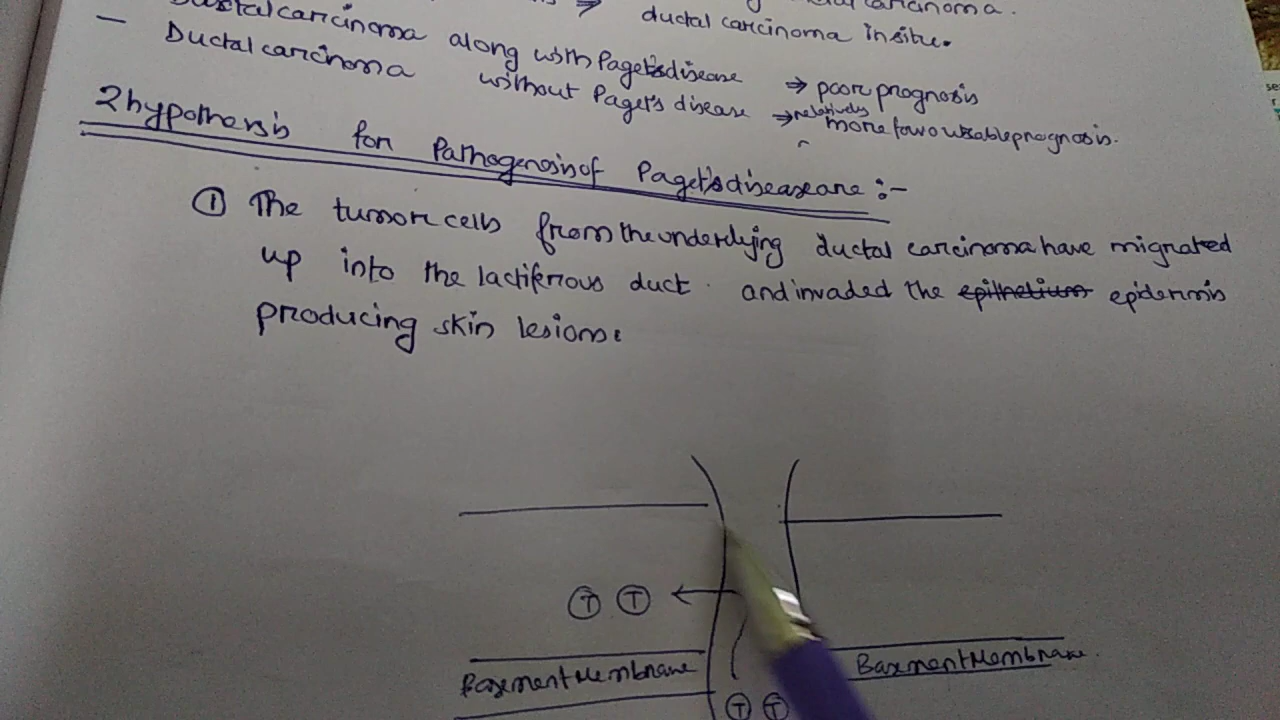 ductal carcinoma insitu.
Ductal carcinoma along with Paget's disease → poor prognosis
— Ductal carcinoma without Paget's disease → relatively more favourable prognosis.
2 hypothesis for Pathogenesis of Paget's disease are :-
① The tumor cells from the underlying ductal carcinoma have migrated
up into the lactiferous duct. and invaded the epithelium epidermis
producing skin lesions.
T T ←
Basement Membrane
Basement Membrane.
T T